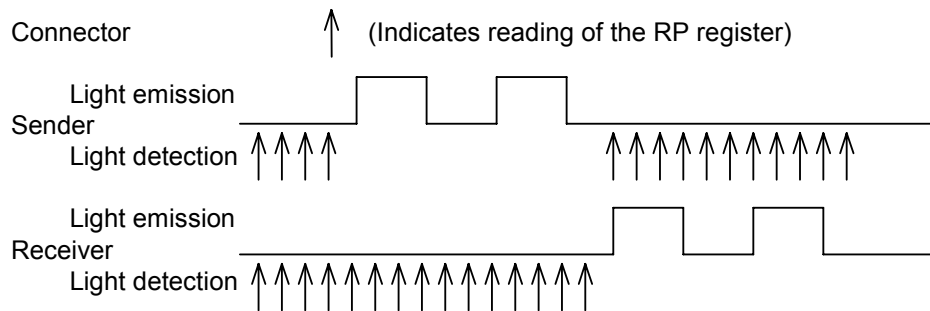 Connector (Indicates reading of the RP register)
Light emission
Sender
Light detection
Light emission
Receiver
Light detection